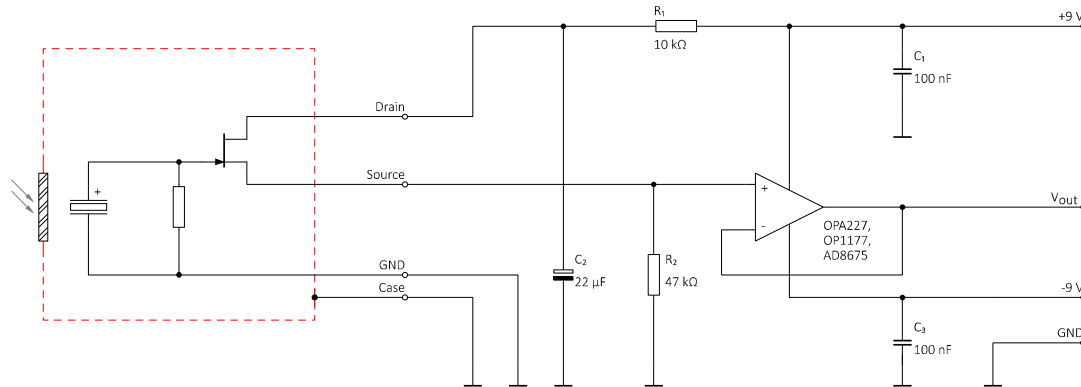 R₁
10 kΩ
+9 V
C₁
100 nF
Drain
+
Source
+
-
Vout
OPA227,
OP1177,
AD8675
GND
C₂
22 µF
R₂
47 kΩ
Case
-9 V
C₃
100 nF
GND